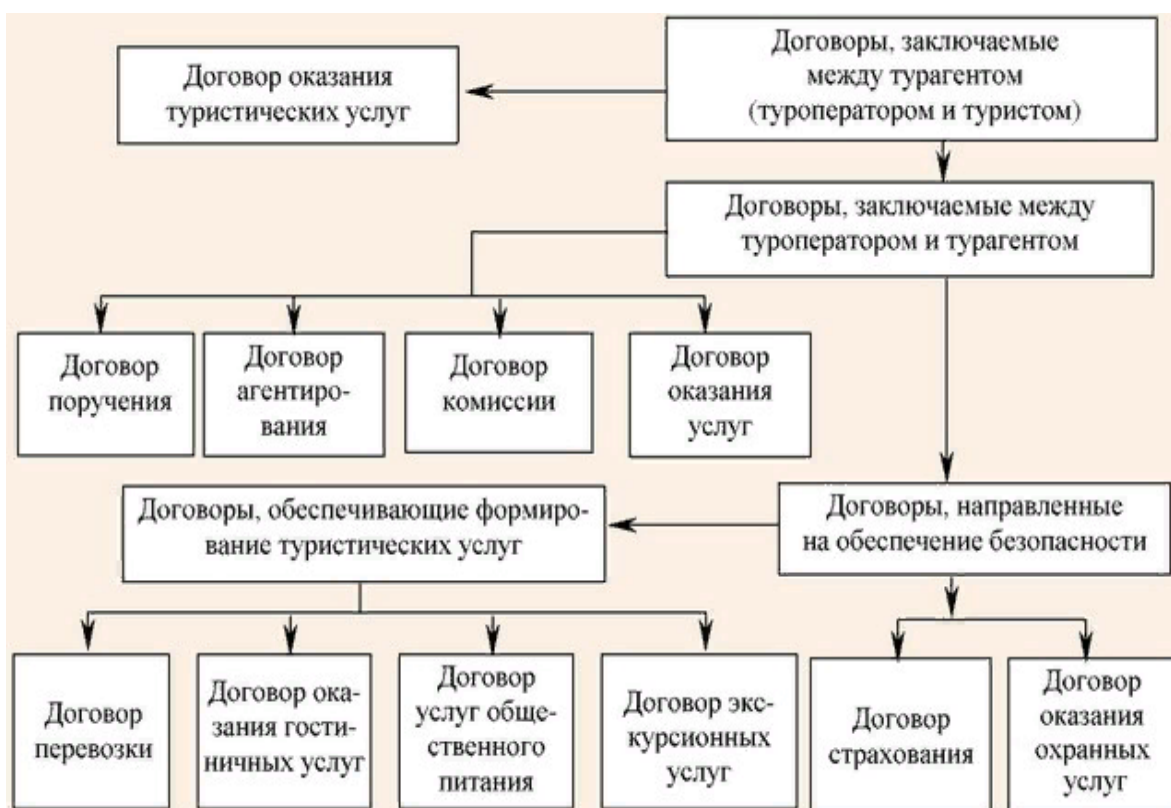 Договор оказания
туристических услуг
Договоры, заключаемые
между турагентом
(туроператором и туристом)
Договоры, заключаемые между
туроператором и турагентом
Договор
поручения
Договор
агентиро-
вания
Договор
комиссии
Договор
оказания
услуг
Договоры, обеспечивающие формиро-
вание туристических услуг
Договоры, направленные
на обеспечение безопасности
Договор
перевозки
Договор ока-
зания гости-
ничных услуг
Договор
услуг общ-
ественного
питания
Договор экс-
курсионных
услуг
Договор
страхования
Договор
оказания
охранных
услуг